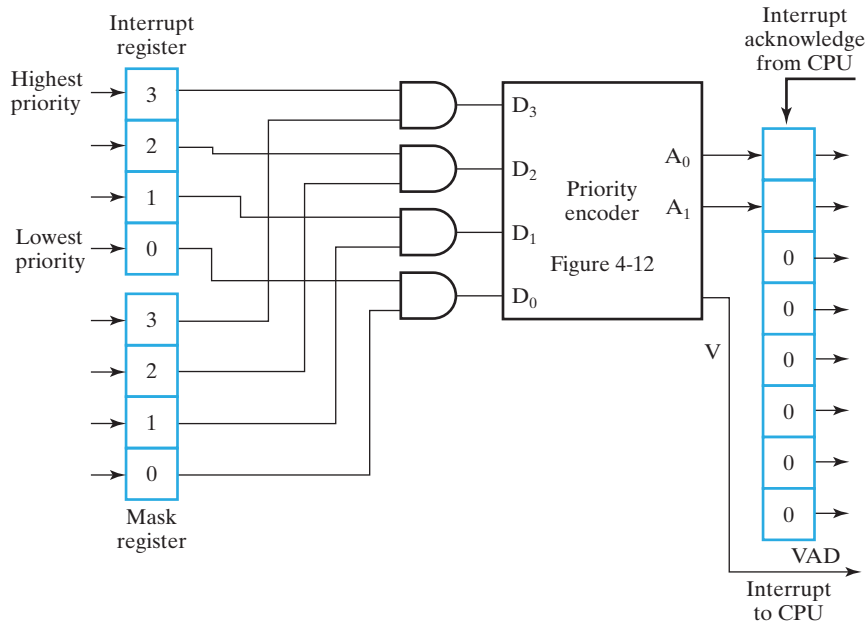 Interrupt
register
Highest
priority
3
2
1
Lowest
priority
0
3
2
1
0
Mask
register
D3
D2
D1
D0
Priority
encoder
Figure 4-12
A0
A1
V
Interrupt
acknowledge
from CPU
0
0
0
0
0
0
VAD
Interrupt
to CPU